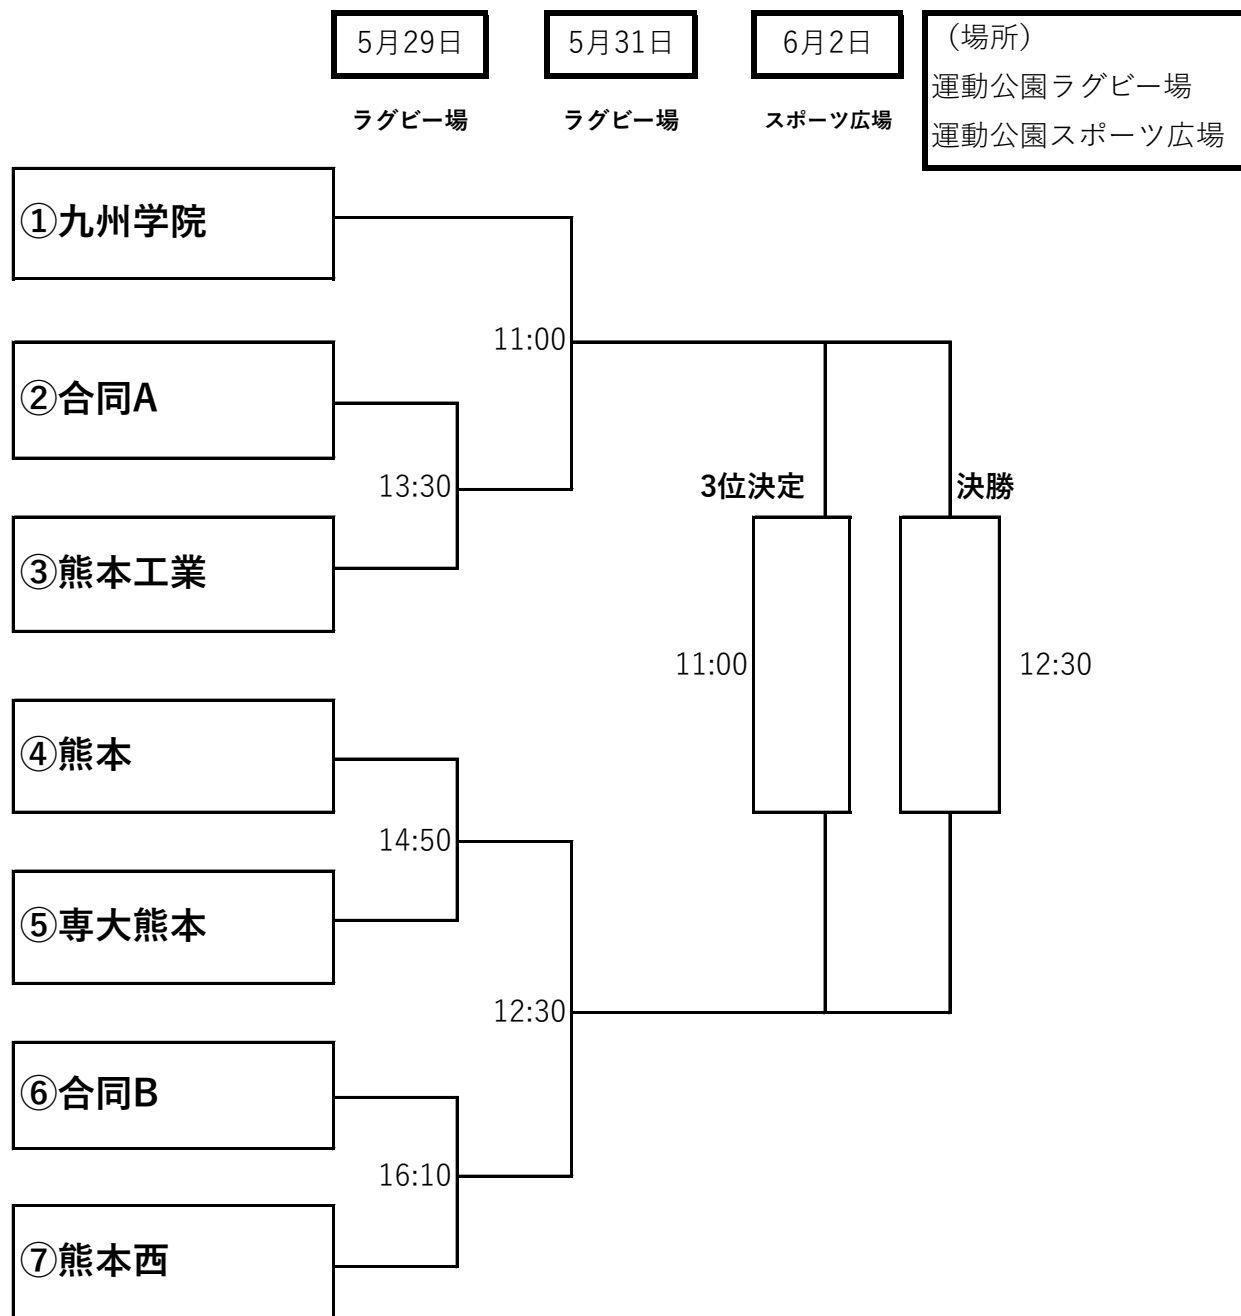 5月29日
5月31日
6月2日
(場所)
運動公園ラグビー場
運動公園スポーツ広場
ラグビー場
ラグビー場
スポーツ広場
①九州学院
11:00
②合同A
13:30
3位決定
決勝
③熊本工業
11:00
12:30
④熊本
14:50
⑤専大熊本
12:30
⑥合同B
16:10
⑦熊本西